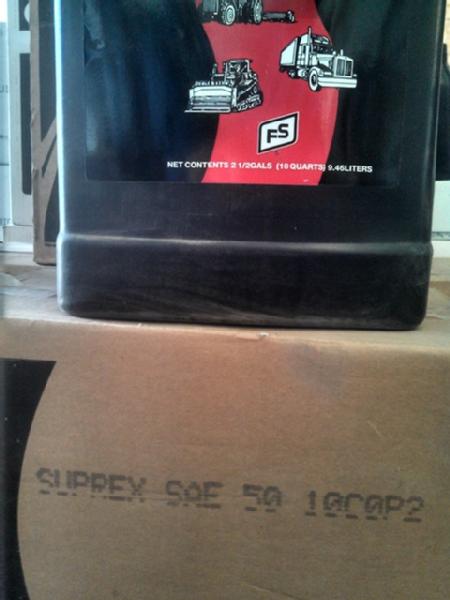 FS
NET CONTENTS 2 1/2GALS (10 QUARTS) 9.46LITERS
SUPREX SAE 50 10C0P2